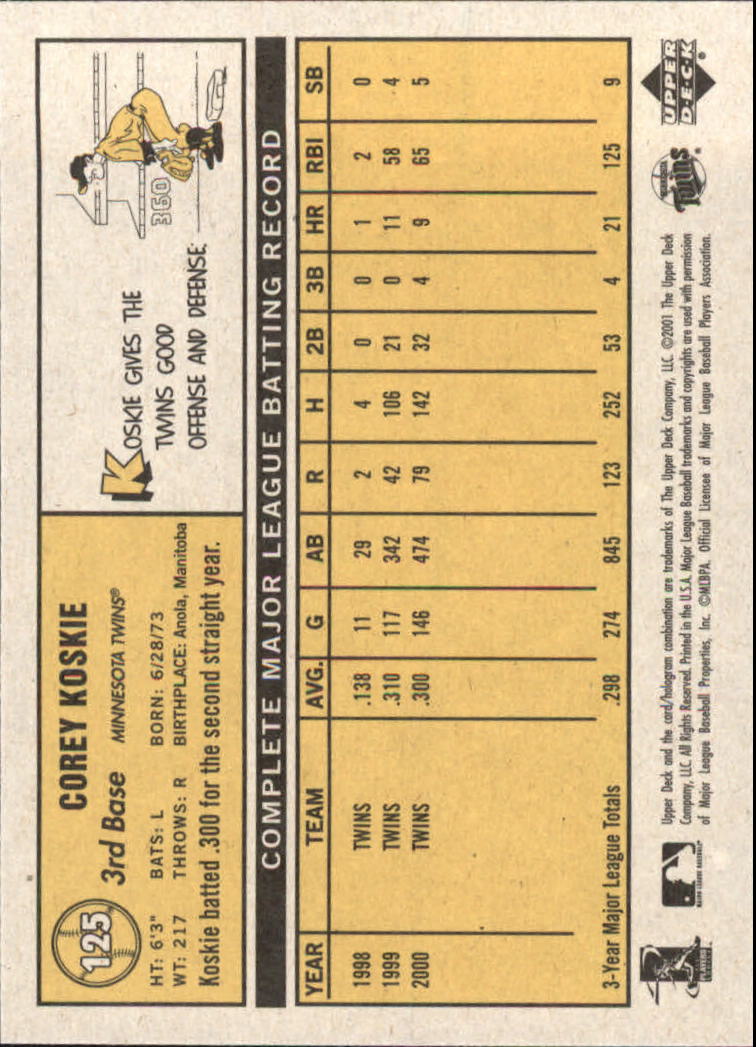 125
COREY KOSKIE
3rd Base MINNESOTA TWINS®
HT: 6'3" BATS: L BORN: 6/28/73
WT: 217 THROWS: R BIRTHPLACE: Anola, Manitoba
Koskie batted .300 for the second straight year.
KOSKIE GIVES THE
TWINS GOOD
OFFENSE AND DEFENSE.
360
COMPLETE MAJOR LEAGUE BATTING RECORD
YEAR TEAM AVG. G AB R H 2B 3B HR RBI SB
1998 TWINS .138 11 29 2 4 0 0 1 2 0
1999 TWINS .310 117 342 42 106 21 0 11 58 4
2000 TWINS .300 146 474 79 142 32 4 9 65 5
3-Year Major League Totals .298 274 845 123 252 53 4 21 125 9
PLAYERS
MAJOR LEAGUE BASEBALL
Upper Deck and the card/hologram combination are trademarks of The Upper Deck Company, LLC. ©2001 The Upper Deck
Company, LLC. All Rights Reserved. Printed in the U.S.A. Major League Baseball trademarks and copyrights are used with permission
of Major League Baseball Properties, Inc. ©MLBPA. Official Licensee of Major League Baseball Players Association.
Twins
UPPER
DECK